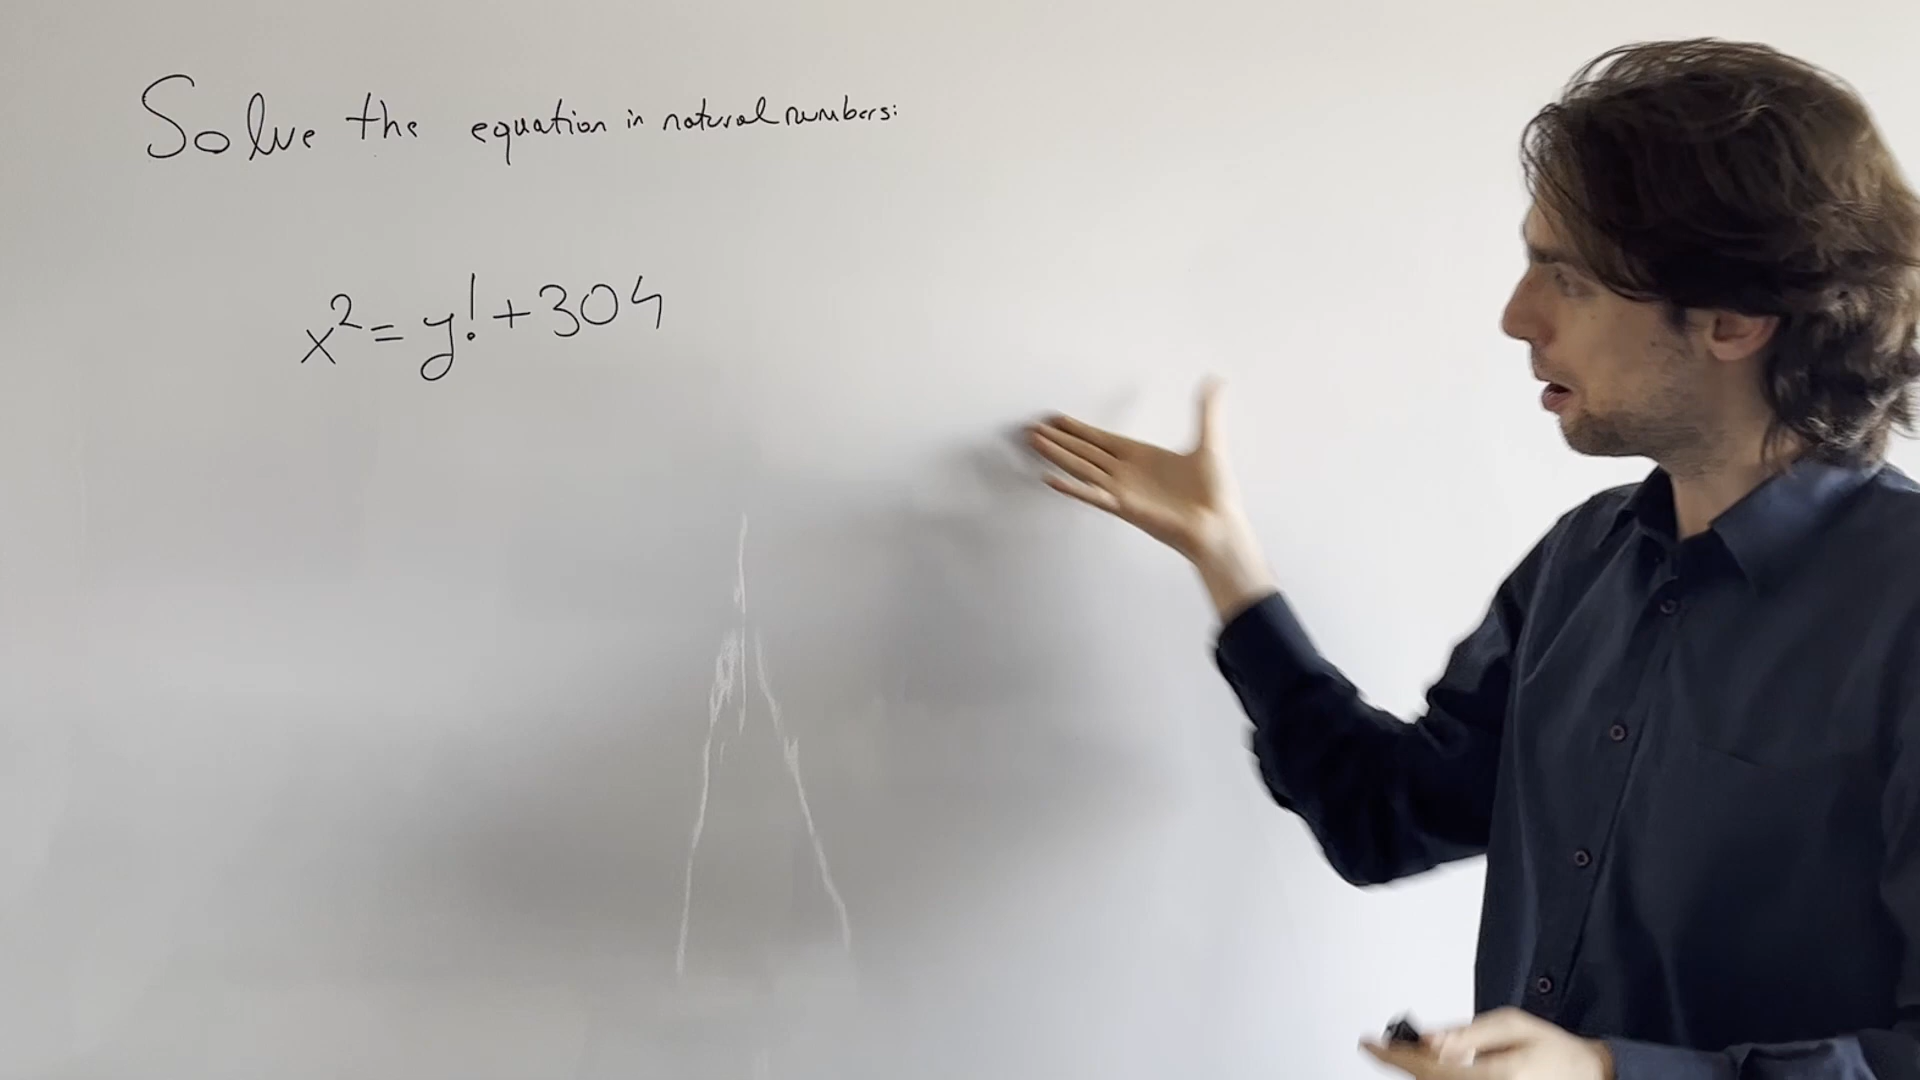 Solve the equation in natural numbers:
x² = y! + 304